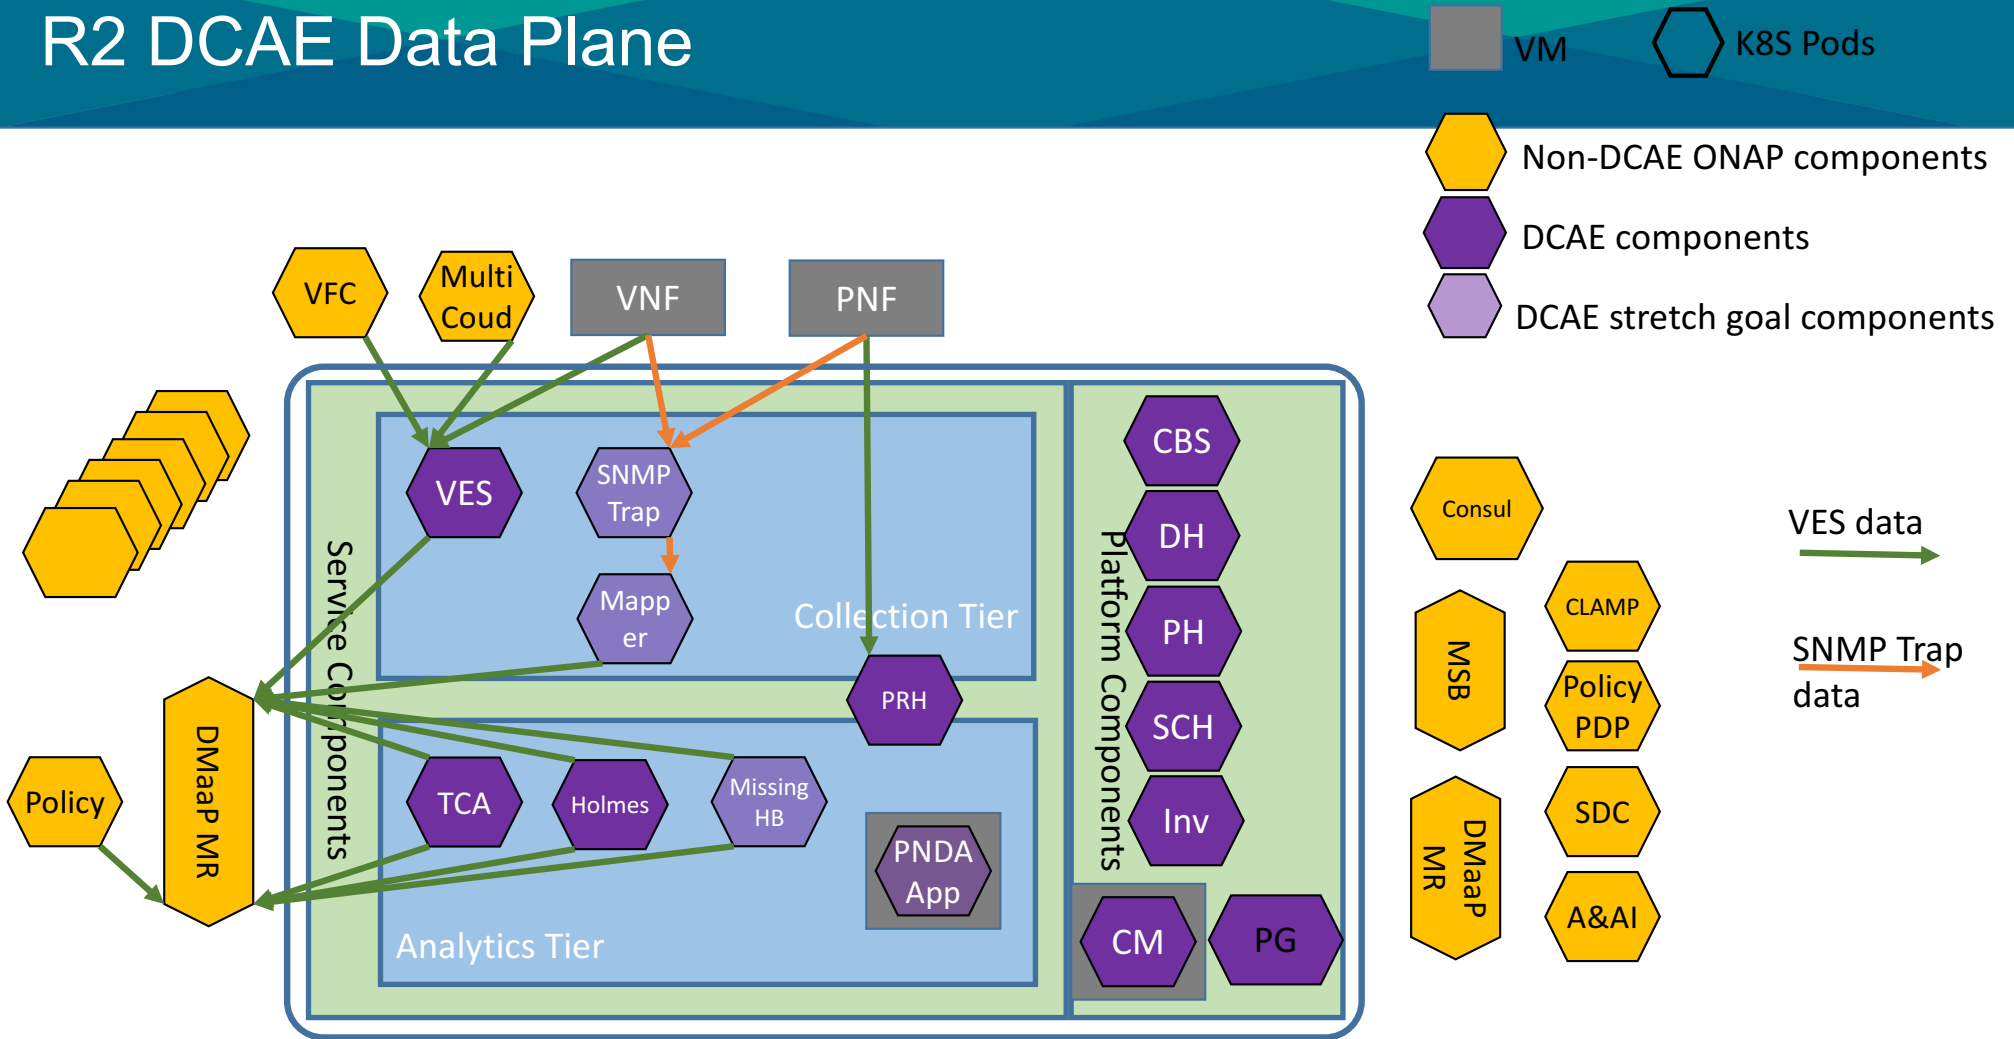 R2 DCAE Data Plane
VM
K8S Pods
Non-DCAE ONAP components
DCAE components
DCAE stretch goal components
VFC
Multi
Coud
VNF
PNF
VES
SNMP
Trap
Mapp
er
Collection Tier
Service Components
PRH
DMaaP MR
Policy
TCA
Holmes
Missing
HB
PNDA
App
Analytics Tier
Platform Components
CBS
DH
PH
SCH
Inv
CM
PG
Consul
MSB
DMaaP
MR
CLAMP
Policy
PDP
SDC
A&AI
VES data
SNMP Trap
data